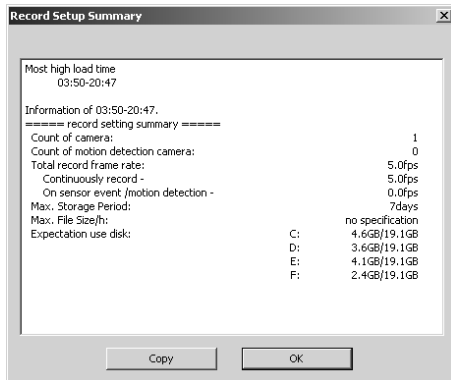 Record Setup Summary
Most high load time
03:50-20:47
Information of 03:50-20:47.
===== record setting summary =====
Count of camera: 1
Count of motion detection camera: 0
Total record frame rate: 5.0fps
Continuously record - 5.0fps
On sensor event /motion detection - 0.0fps
Max. Storage Period: 7days
Max. File Size/h: no specification
Expectation use disk: C: 4.6GB/19.1GB
D: 3.6GB/19.1GB
E: 4.1GB/19.1GB
F: 2.4GB/19.1GB
Copy OK